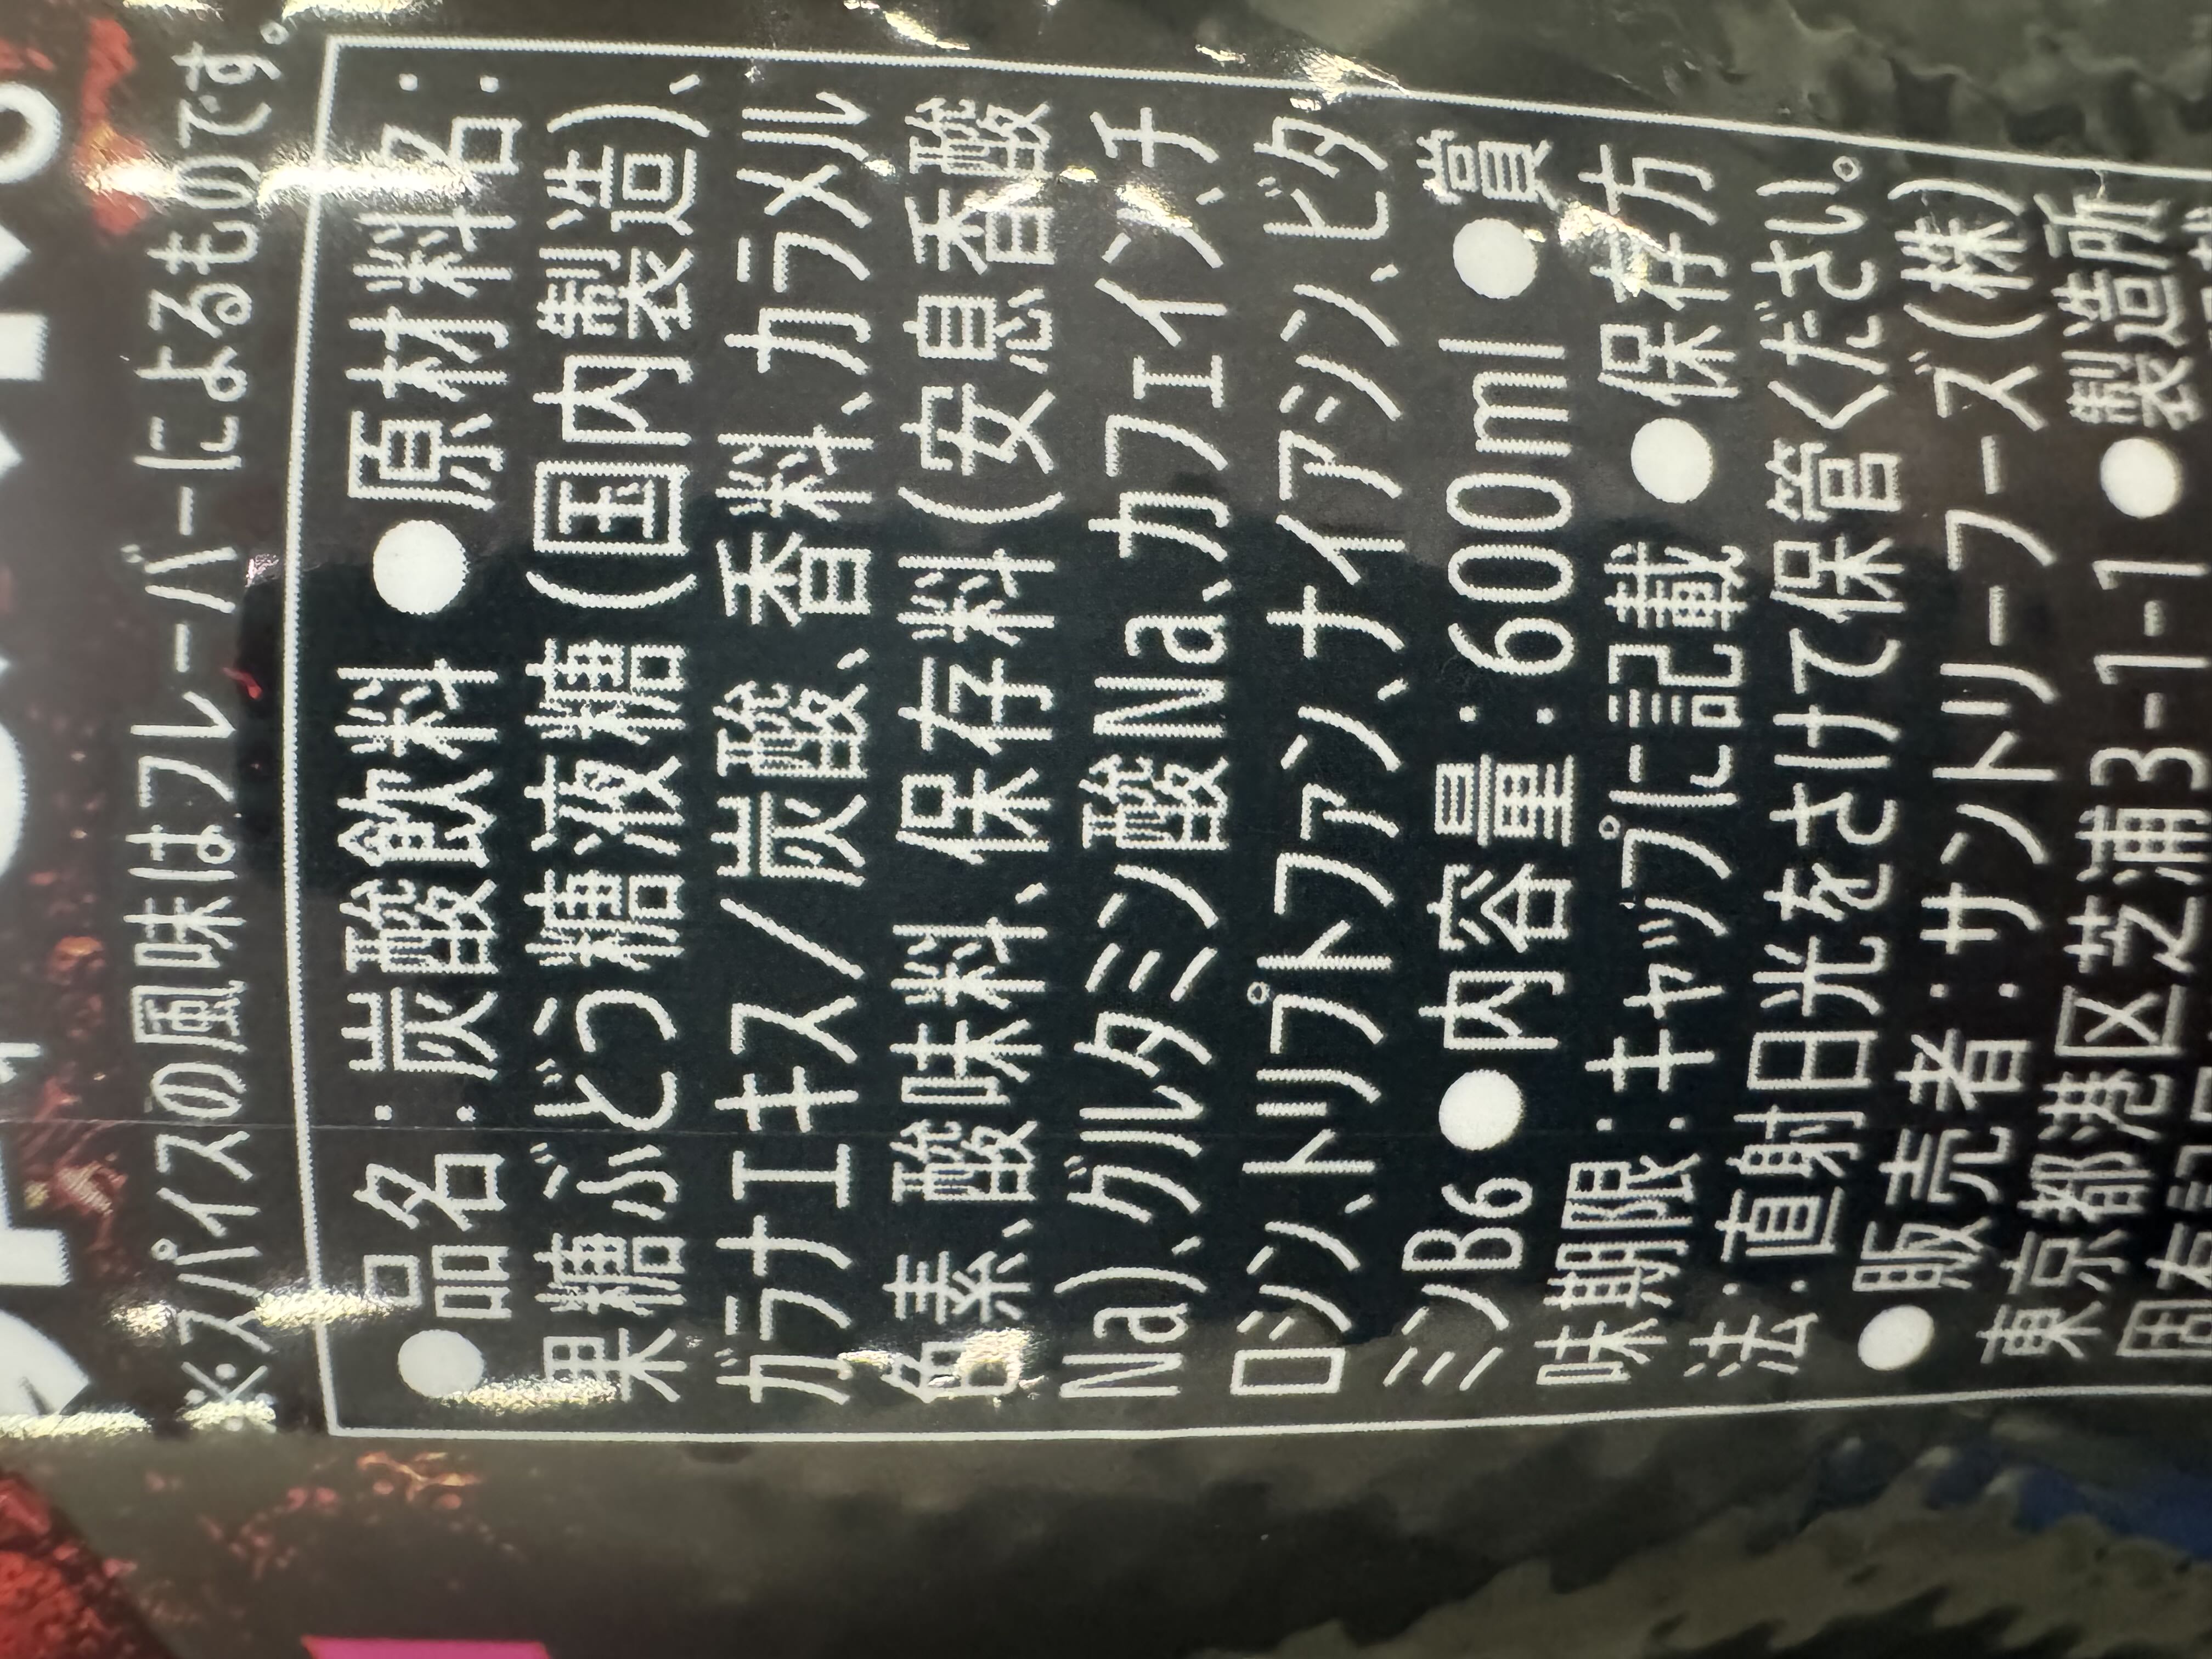 ※スパイスの風味はフレーバーによるものです。
●品名：炭酸飲料 ●原材料名：
果糖ぶどう糖液糖（国内製造）、
ガラナエキス／炭酸、香料、カラメル
色素、酸味料、保存料（安息香酸
Na）、グルタミン酸Na、カフェイン、チ
ロシン、トリプトファン、ナイアシン、ビタ
ミンB6 ●内容量：600ml ●賞
味期限：キャップに記載 ●保存方
法：直射日光をさけて保管ください。
●販売者：サントリーフーズ（株）
東京都港区芝浦3-1-1 ●製造所